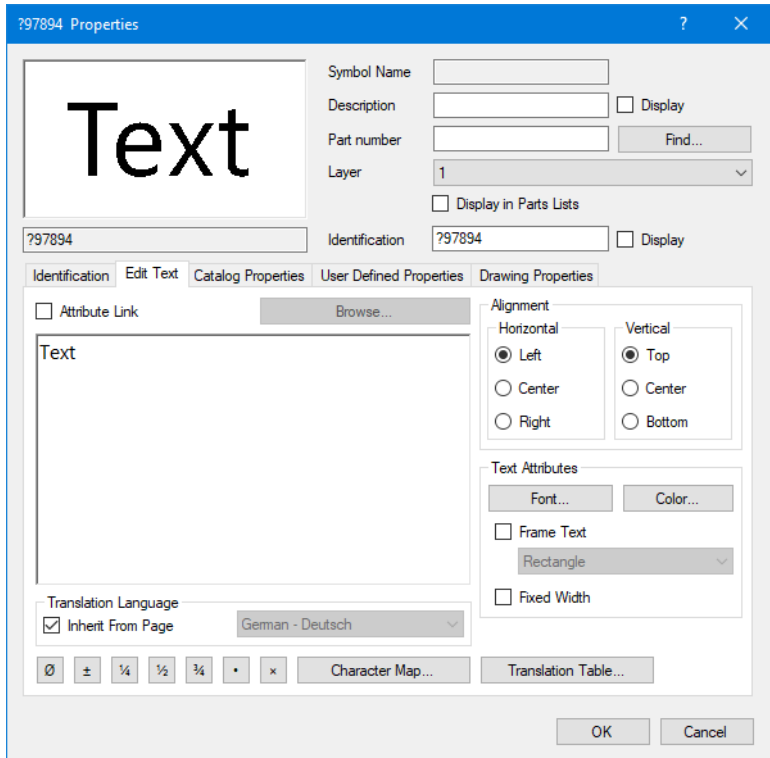 ?97894 Properties
?
Text
Symbol Name
Description
Display
Part number
Find...
Layer
1
Display in Parts Lists
?97894
Identification
?97894
Display
Identification
Edit Text
Catalog Properties
User Defined Properties
Drawing Properties
Attribute Link
Browse...
Text
Alignment
Horizontal
Left
Center
Right
Vertical
Top
Center
Bottom
Text Attributes
Font...
Color...
Frame Text
Rectangle
Fixed Width
Translation Language
Inherit From Page
German - Deutsch
Ø
±
¼
½
¾
•
×
Character Map...
Translation Table...
OK
Cancel